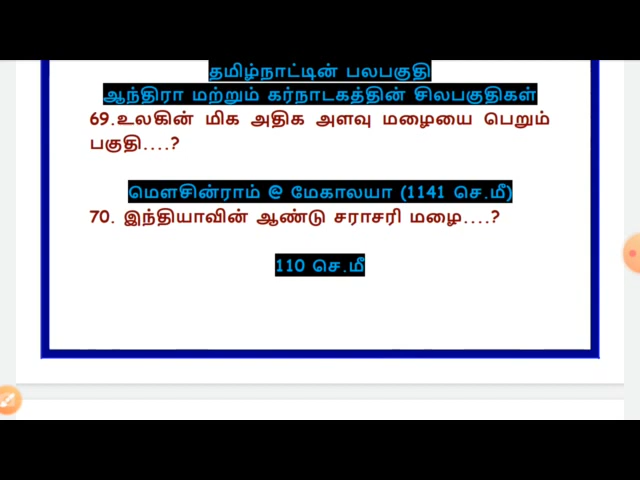 தமிழ்நாட்டின் பலபகுதி
ஆந்திரா மற்றும் கர்நாடகத்தின் சிலபகுதிகள்
69.உலகின் மிக அதிக அளவு மழையை பெறும்
பகுதி....?
மௌசின்ராம் @ மேகாலயா (1141 செ.மீ)
70. இந்தியாவின் ஆண்டு சராசரி மழை....?
110 செ.மீ